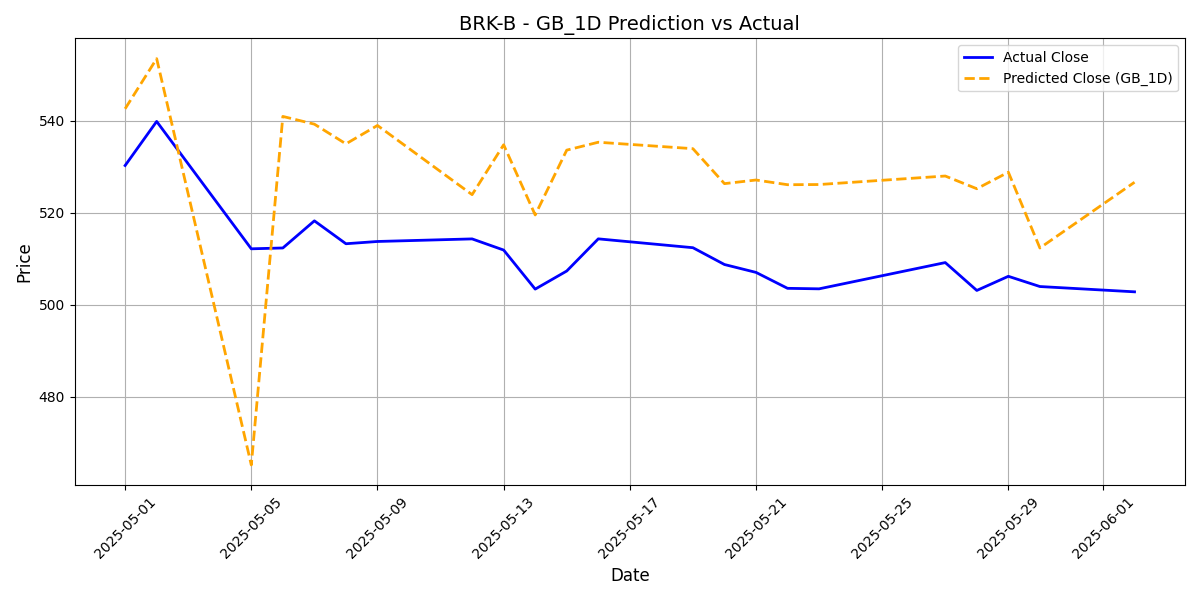 BRK-B - GB_1D Prediction vs Actual
Actual Close
Predicted Close (GB_1D)
Price
540
520
500
480
2025-05-01
2025-05-05
2025-05-09
2025-05-13
2025-05-17
2025-05-21
2025-05-25
2025-05-29
2025-06-01
Date